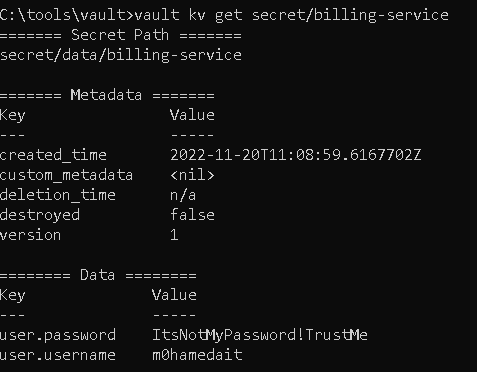 C:\tools\vault>vault kv get secret/billing-service
======= Secret Path =======
secret/data/billing-service

======= Metadata =======
Key                Value
---                -----
created_time       2022-11-20T11:08:59.6167702Z
custom_metadata    <nil>
deletion_time      n/a
destroyed          false
version            1

======== Data ========
Key              Value
---              -----
user.password    ItsNotMyPassword!TrustMe
user.username    m0hamedait